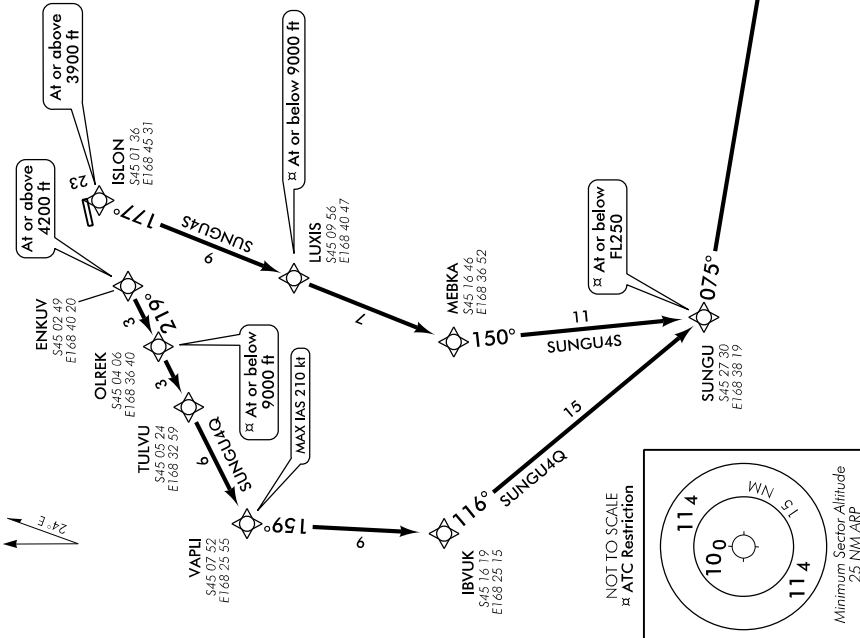 At or above
3900 ft
23
ISLON
S45 01 36
E168 45 31
177°
9
SUNGU4S
¤ At or below 9000 ft
LUXIS
S45 09 56
E168 40 47
7
MEBKA
S45 16 46
E168 36 52
150°
11
SUNGU4S
At or above
4200 ft
ENKUV
S45 02 49
E168 40 20
3
219°
OLREK
S45 04 06
E168 36 40
¤ At or below
9000 ft
3
TULVU
S45 05 24
E168 32 59
6
SUNGU4Q
MAX IAS 210 kt
VAPLI
S45 07 52
E168 25 55
159°
9
IBVUK
S45 16 19
E168 25 15
116°
15
SUNGU4Q
¤ At or below
FL250
SUNGU
S45 27 30
E168 38 19
075°
24° E
NOT TO SCALE
¤ ATC Restriction
11 4
10 0
15 NM
11 4
Minimum Sector Altitude
25 NM ARP